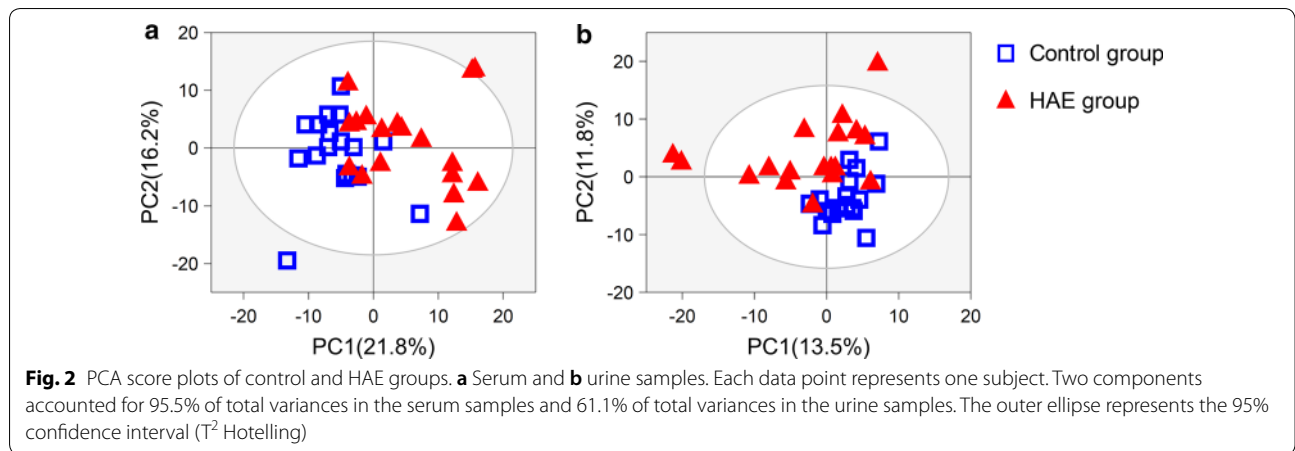 a
20
10
0
-10
-20
PC2(16.2%)
-20 -10 0 10 20
PC1(21.8%)
b
20
10
0
-10
-20
PC2(11.8%)
-20 -10 0 10 20
PC1(13.5%)
Control group
HAE group
Fig. 2 PCA score plots of control and HAE groups. a Serum and b urine samples. Each data point represents one subject. Two components
accounted for 95.5% of total variances in the serum samples and 61.1% of total variances in the urine samples. The outer ellipse represents the 95%
confidence interval (T² Hotelling)